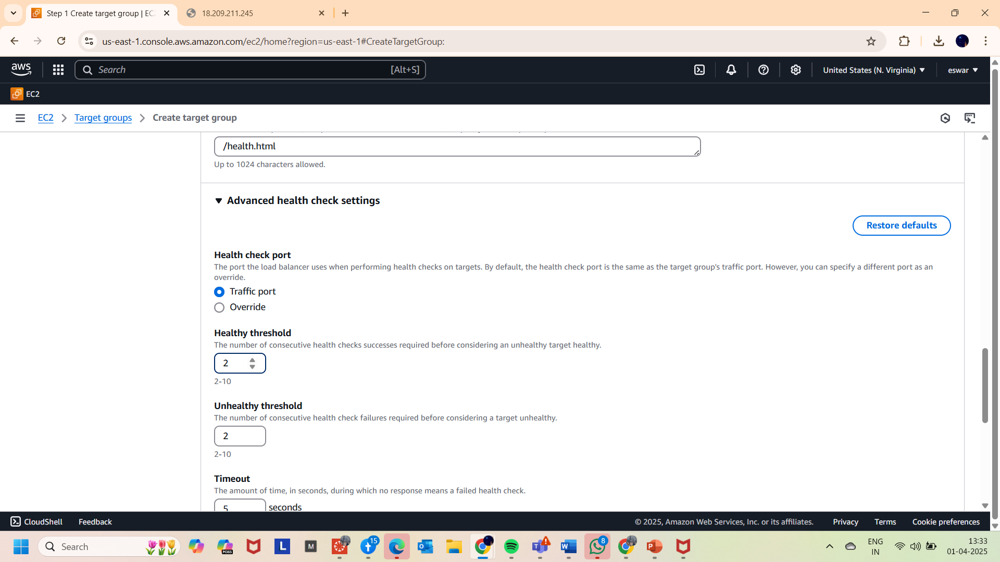 Step 1 Create target group | EC
18.209.211.245
us-east-1.console.aws.amazon.com/ec2/home?region=us-east-1#CreateTargetGroup:
aws
Search
[Alt+S]
United States (N. Virginia)
eswar
EC2
EC2
Target groups
Create target group
/health.html
Up to 1024 characters allowed.
Advanced health check settings
Restore defaults
Health check port
The port the load balancer uses when performing health checks on targets. By default, the health check port is the same as the target group's traffic port. However, you can specify a different port as an
override.
Traffic port
Override
Healthy threshold
The number of consecutive health checks successes required before considering an unhealthy target healthy.
2
2-10
Unhealthy threshold
The number of consecutive health check failures required before considering a target unhealthy.
2
2-10
Timeout
The amount of time, in seconds, during which no response means a failed health check.
5 seconds
CloudShell
Feedback
© 2025, Amazon Web Services, Inc. or its affiliates.
Privacy
Terms
Cookie preferences
Search
M365
L
M
15
T
W
8
P
ENG
IN
13:33
01-04-2025